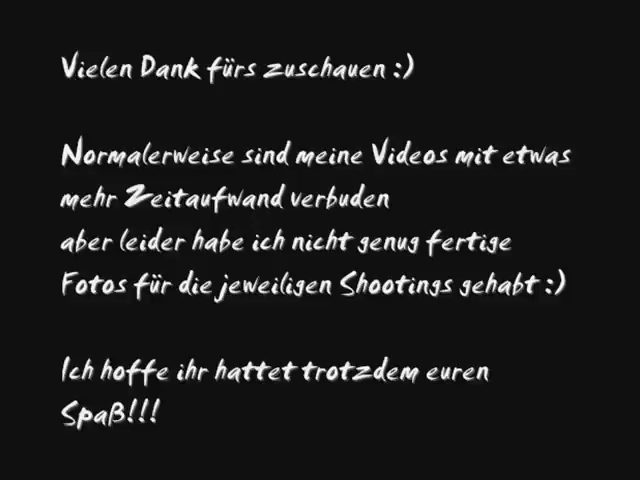 Vielen Dank fürs zuschauen :)
Normalerweise sind meine Videos mit etwas
mehr Zeitaufwand verbuden
aber leider habe ich nicht genug fertige
Fotos für die jeweiligen Shootings gehabt :)
Ich hoffe ihr hattet trotzdem euren
Spaß!!!